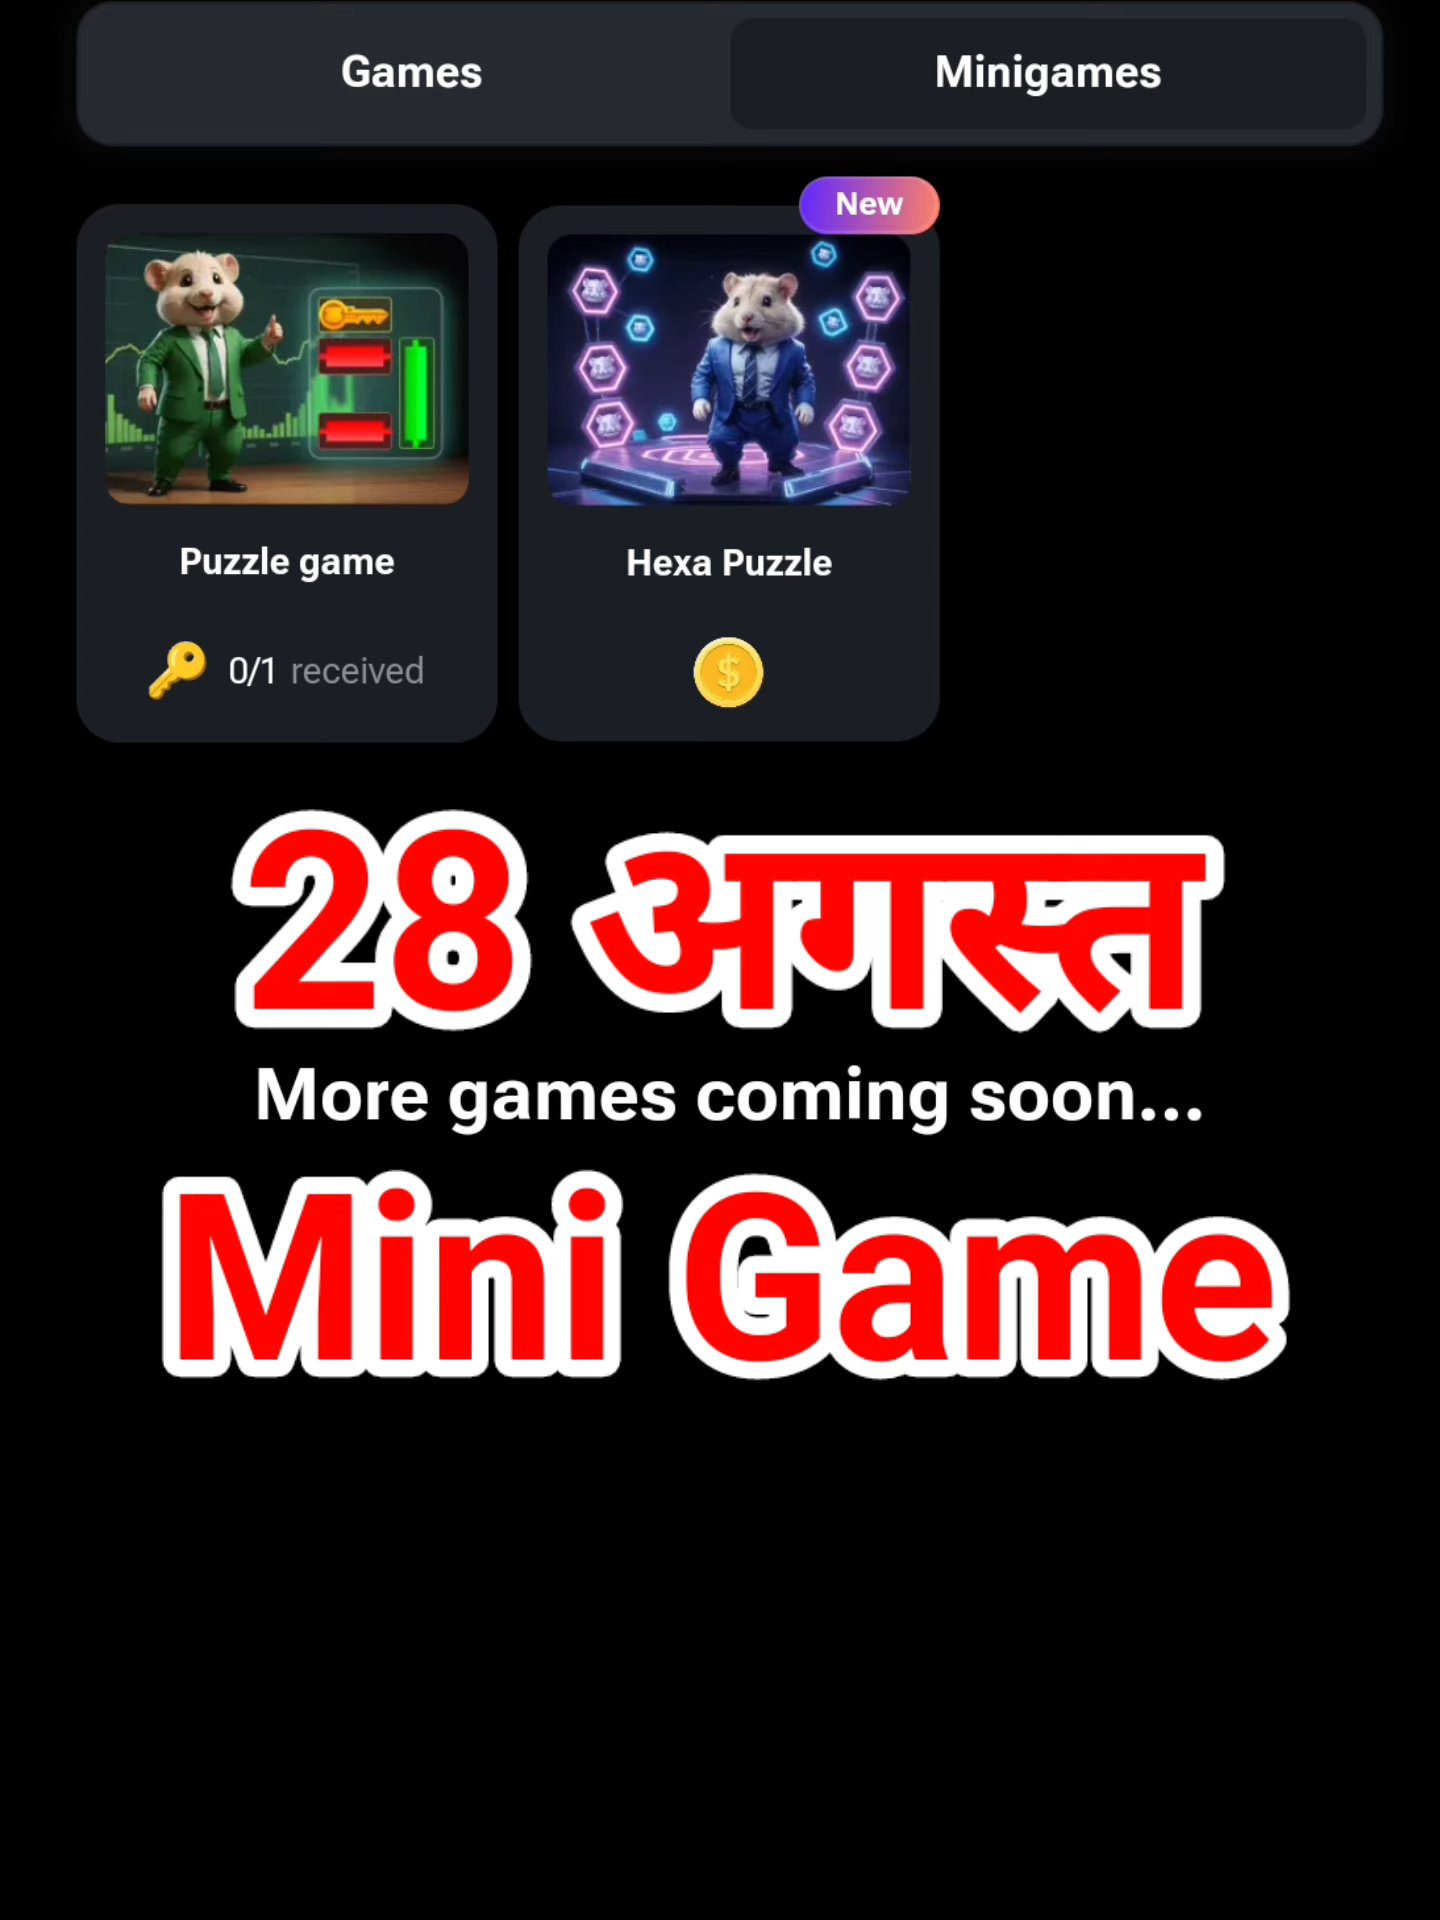 Games
Minigames
New
Puzzle game
Hexa Puzzle
0/1 received
$
28 अगस्त
More games coming soon...
Mini Game